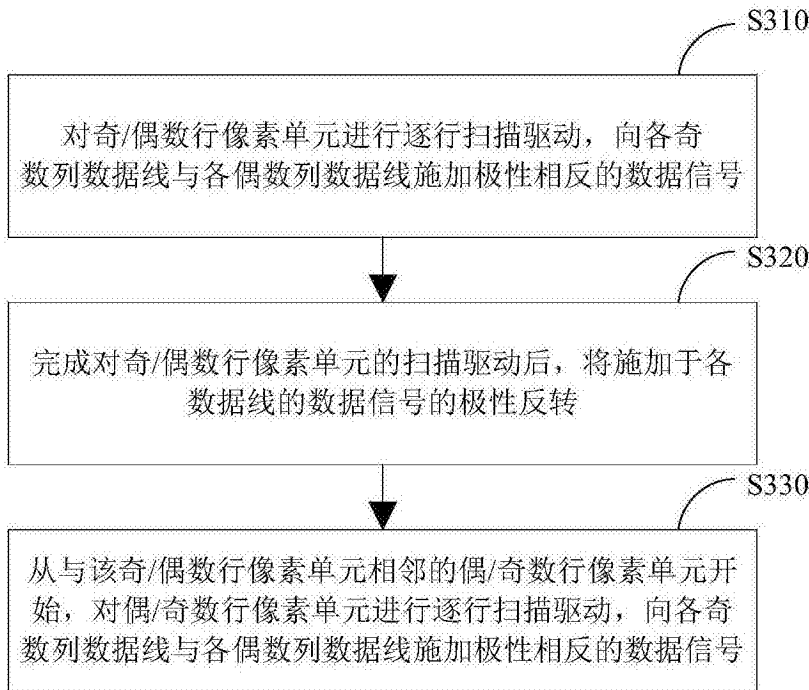 S310
对奇/偶数行像素单元进行逐行扫描驱动，向各奇
数列数据线与各偶数列数据线施加极性相反的数据信号
S320
完成对奇/偶数行像素单元的扫描驱动后，将施加于各
数据线的数据信号的极性反转
S330
从与该奇/偶数行像素单元相邻的偶/奇数行像素单元开
始，对偶/奇数行像素单元进行逐行扫描驱动，向各奇
数列数据线与各偶数列数据线施加极性相反的数据信号